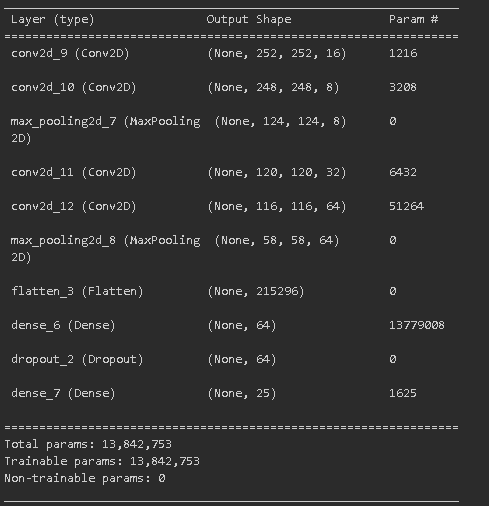 Layer (type) Output Shape Param #
=================================================================
conv2d_9 (Conv2D) (None, 252, 252, 16) 1216
conv2d_10 (Conv2D) (None, 248, 248, 8) 3208
max_pooling2d_7 (MaxPooling (None, 124, 124, 8) 0
2D)
conv2d_11 (Conv2D) (None, 120, 120, 32) 6432
conv2d_12 (Conv2D) (None, 116, 116, 64) 51264
max_pooling2d_8 (MaxPooling (None, 58, 58, 64) 0
2D)
flatten_3 (Flatten) (None, 215296) 0
dense_6 (Dense) (None, 64) 13779008
dropout_2 (Dropout) (None, 64) 0
dense_7 (Dense) (None, 25) 1625
=================================================================
Total params: 13,842,753
Trainable params: 13,842,753
Non-trainable params: 0